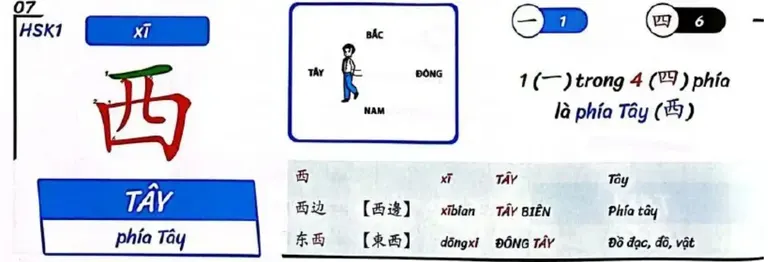 07
HSK1
xī
西
TÂY
phía Tây
BẮC
TÂY
ĐÔNG
NAM
一 1
四 6
1 (一) trong 4 (四) phía
là phía Tây (西)
西 xī TÂY Tây
西边 【西邊】 xībian TÂY BIÊN Phía tây
东西 【東西】 dōngxi ĐÔNG TÂY Đồ đạc, đồ, vật